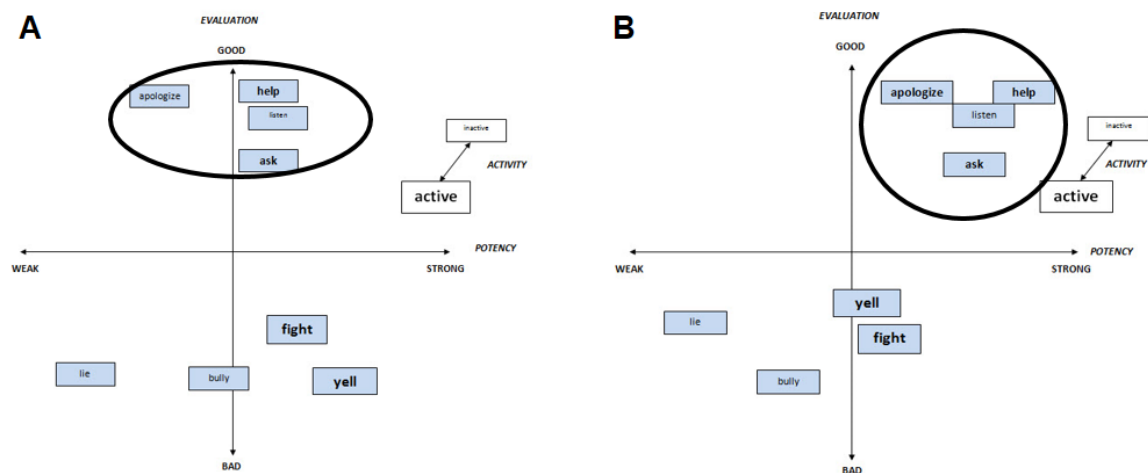 A
EVALUATION
GOOD
apologize
help
listen
ask
inactive
ACTIVITY
active
POTENCY
WEAK
STRONG
fight
lie
bully
yell
BAD
B
EVALUATION
GOOD
apologize
help
listen
ask
inactive
ACTIVITY
active
POTENCY
WEAK
STRONG
yell
lie
fight
bully
BAD